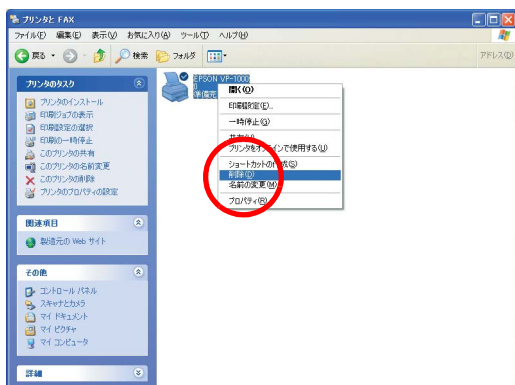 プリンタと FAX
ファイル(F) 編集(E) 表示(V) お気に入り(A) ツール(T) ヘルプ(H)
戻る 検索 フォルダ
アドレス(D)
プリンタのタスク
プリンタのインストール
印刷ジョブの表示
印刷設定の選択
印刷の一時停止
このプリンタの共有
このプリンタの名前変更
このプリンタの削除
プリンタのプロパティの設定
関連項目
製造元の Web サイト
その他
コントロール パネル
スキャナとカメラ
マイ ドキュメント
マイ ピクチャ
マイ コンピュータ
詳細
EPSON VP-1000
0
準備完
開く(O)
印刷設定(E)...
一時停止(G)
共有(H)...
プリンタをオフラインで使用する(U)
ショートカットの作成(S)
削除(D)
名前の変更(M)
プロパティ(R)